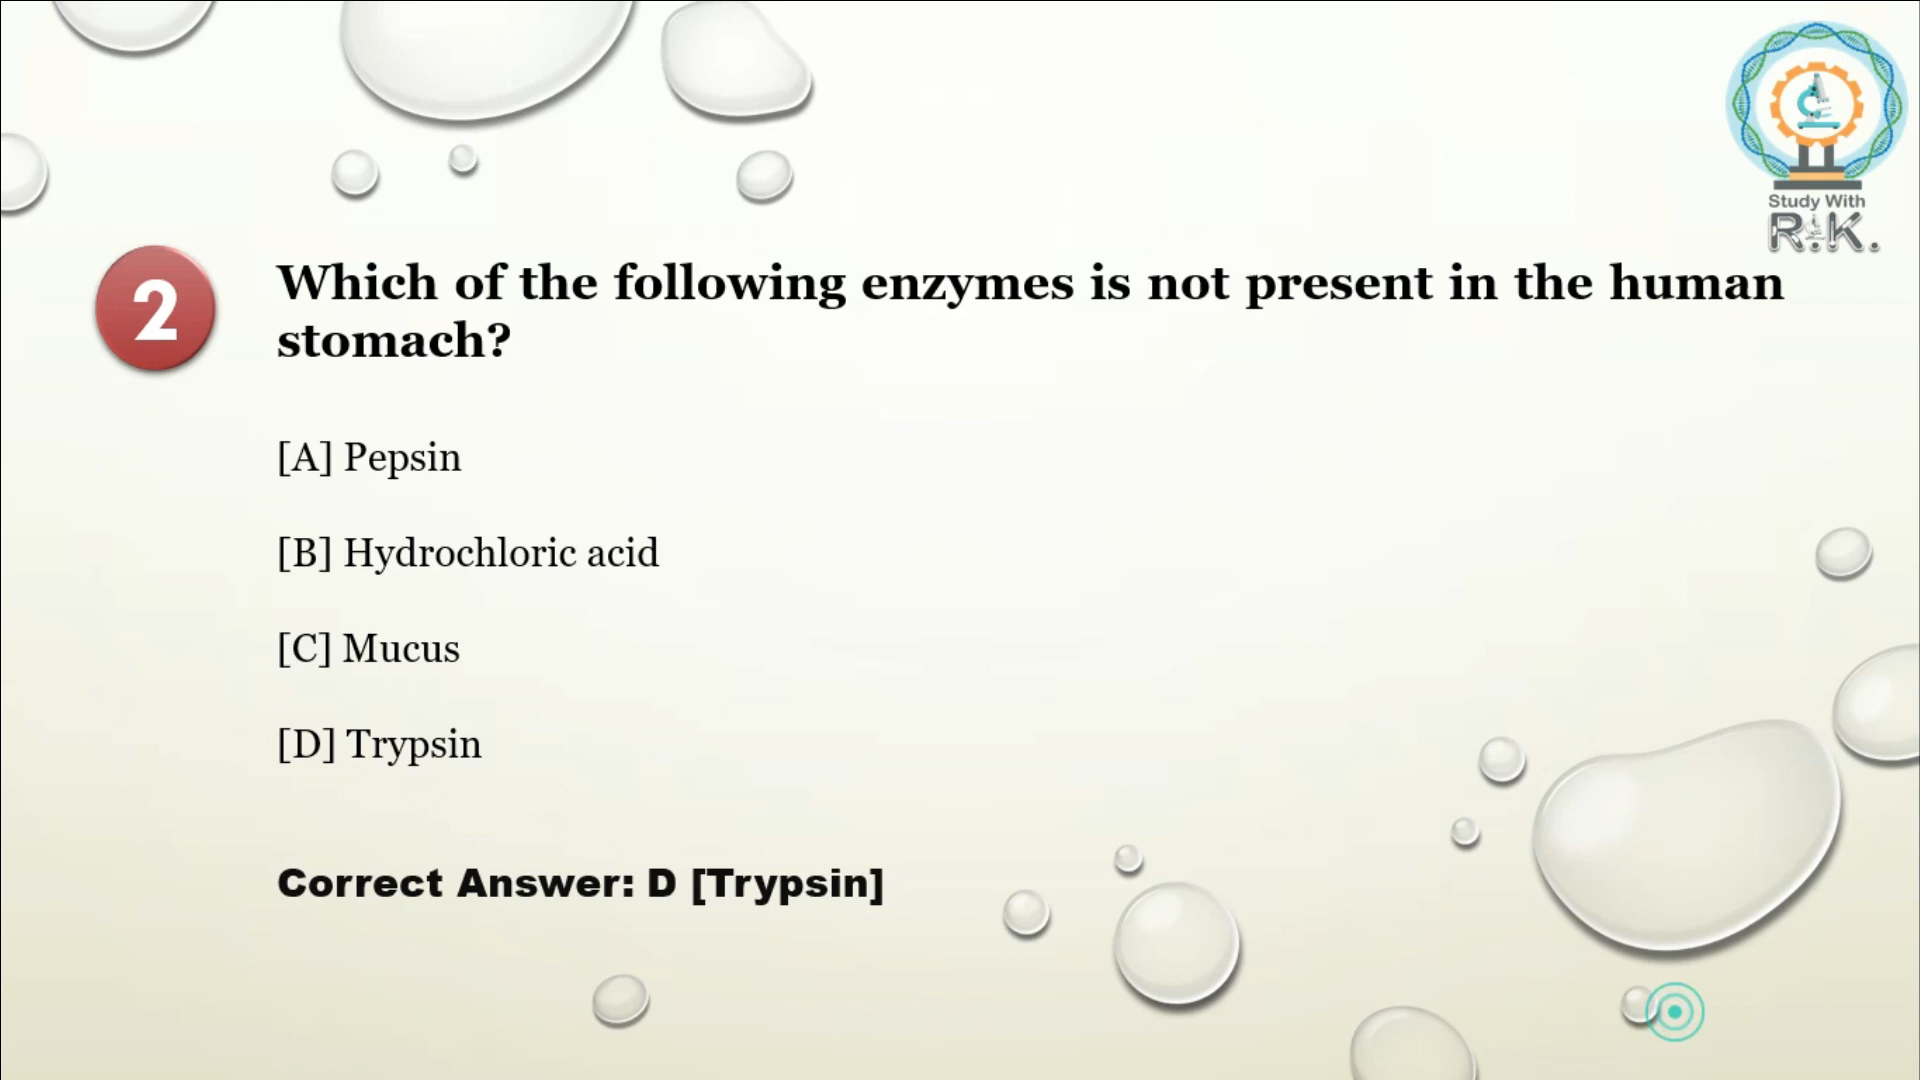 Study With
R.K.
2
Which of the following enzymes is not present in the human
stomach?
[A] Pepsin
[B] Hydrochloric acid
[C] Mucus
[D] Trypsin
Correct Answer: D [Trypsin]